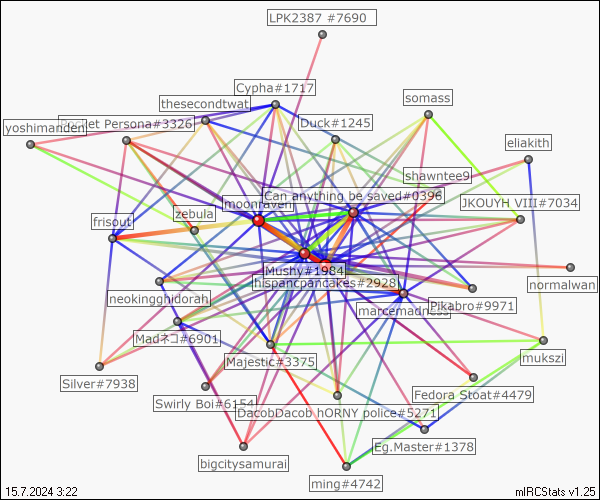 LPK2387 #7690
Cypha#1717
thesecondtwat
somass
yoshimanden
Pocket Persona#3326
Duck#1245
eliakith
shawntee9
Can anything be saved#0396
moonraven
JKOUYH VIII#7034
zebula
frisout
Mushy#1984
normalwan
hispancpancakes#2928
neokingghidorah
Pikabro#9971
marcemadness
Madネコ#6901
mukszi
Majestic#3375
Silver#7938
Fedora Stoat#4479
Swirly Boi#6154
DacobDacob
hORNY police#5271
Eg.Master#1378
bigcitysamurai
ming#4742
15.7.2024 3:22
mIRCStats v1.25